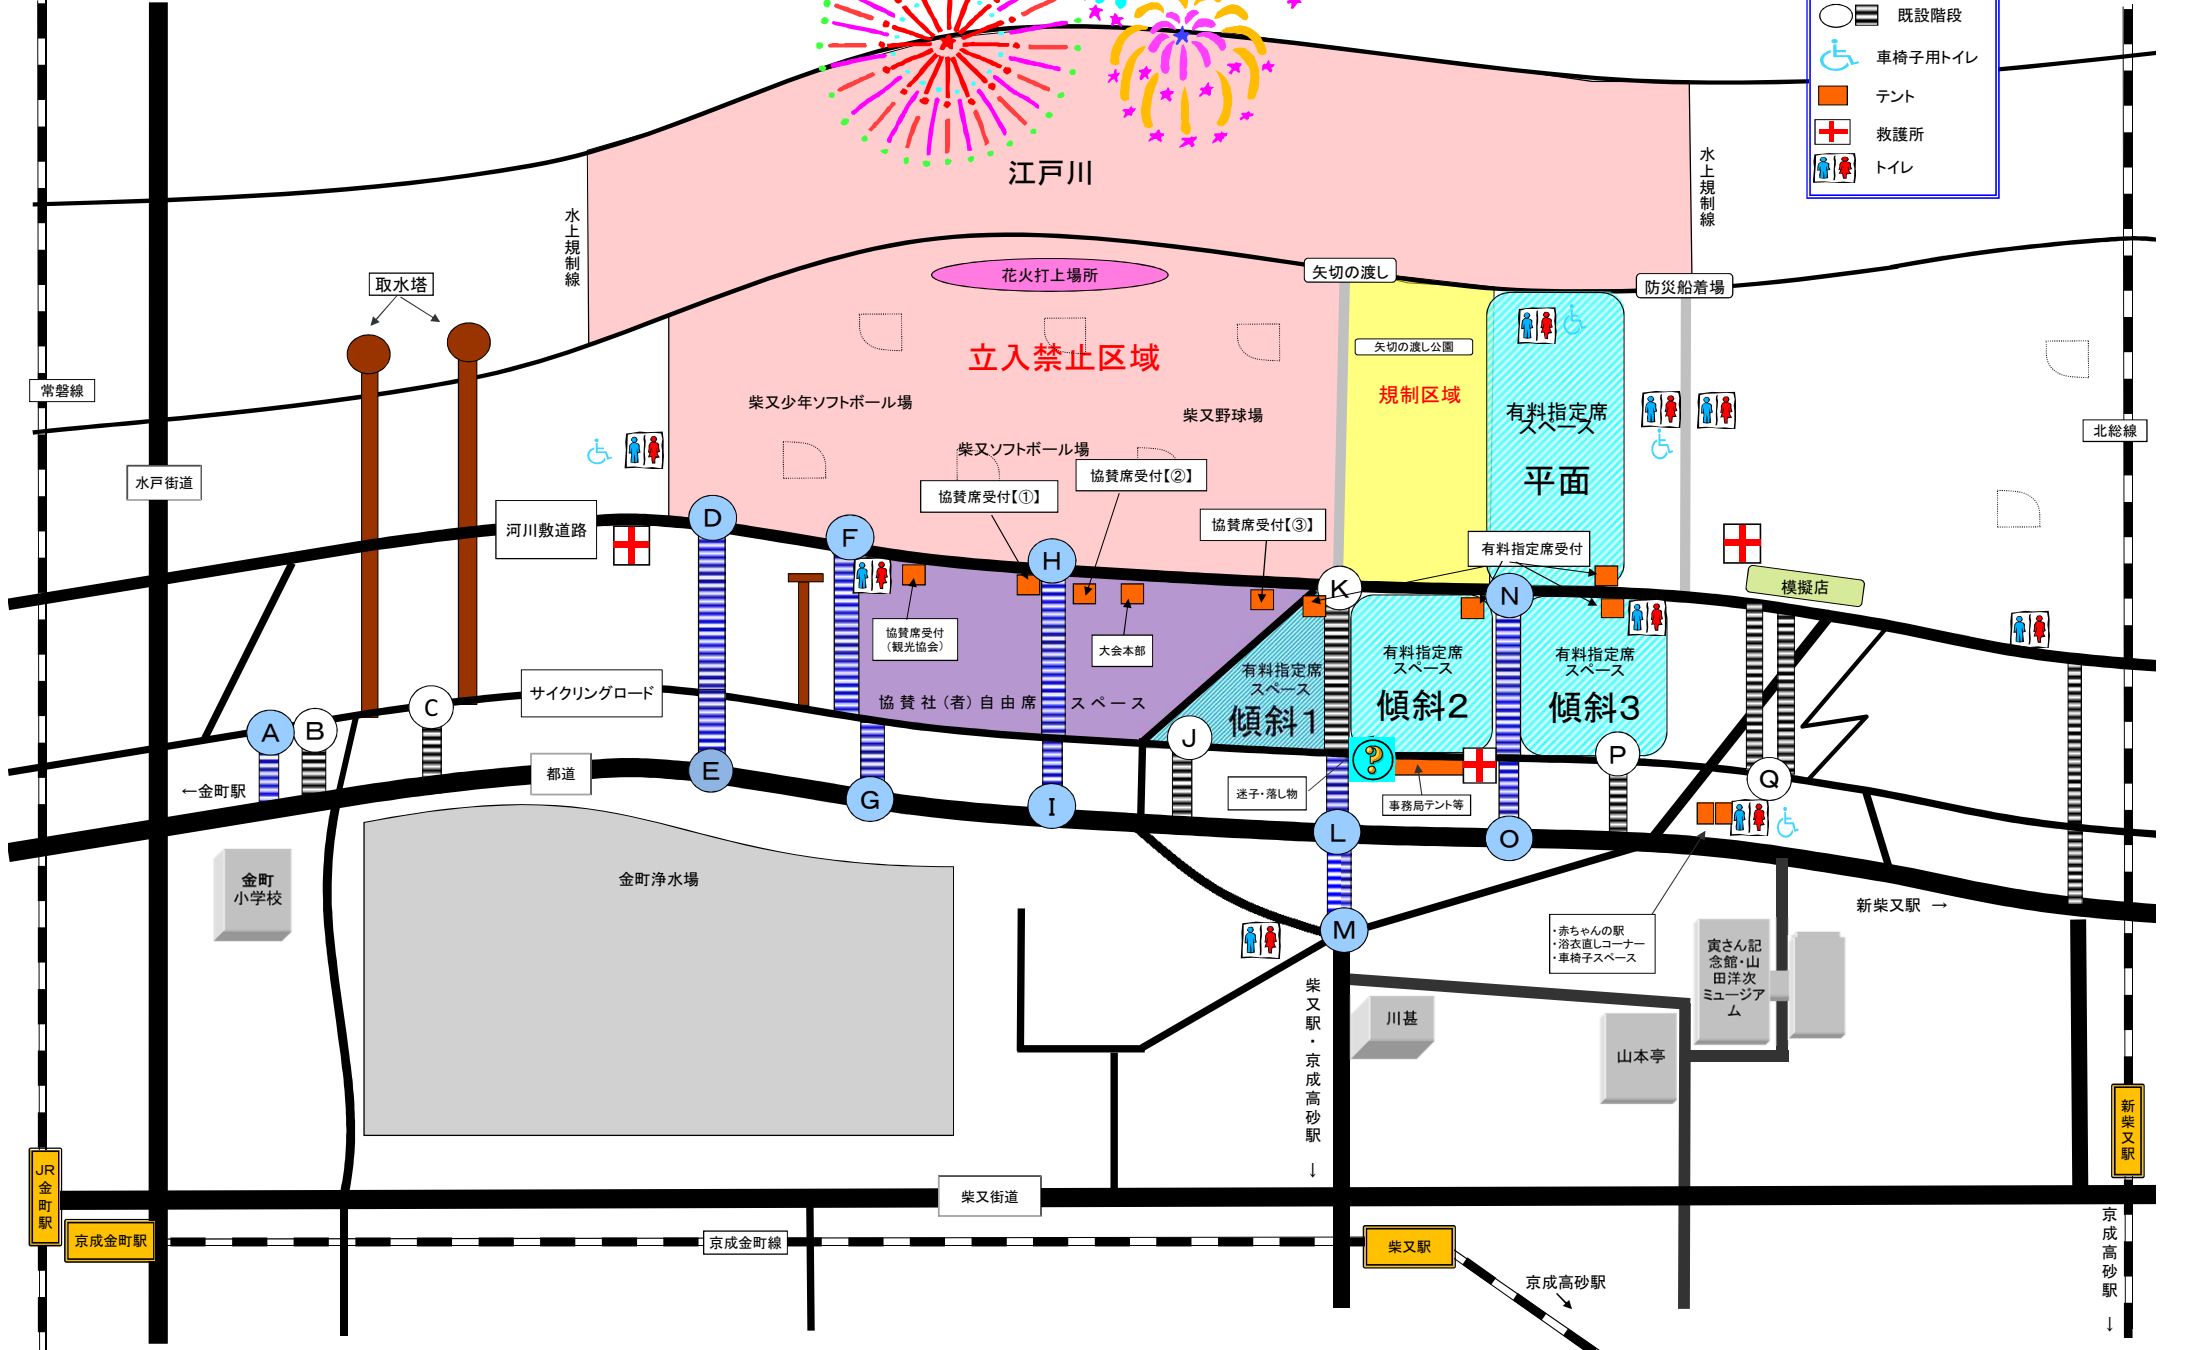 既設階段
車椅子用トイレ
テント
救護所
トイレ
江戸川
水上規制線
水上規制線
花火打上場所
矢切の渡し
防災船着場
取水塔
矢切の渡し公園
立入禁止区域
規制区域
常磐線
柴又少年ソフトボール場
柴又野球場
有料指定席
スペース
平面
北総線
柴又ソフトボール場
水戸街道
協賛席受付【①】
協賛席受付【②】
協賛席受付【③】
河川敷道路
D
F
H
K
N
有料指定席受付
模擬店
協賛席受付
（観光協会）
大会本部
有料指定席
スペース
傾斜1
有料指定席
スペース
傾斜2
有料指定席
スペース
傾斜3
サイクリングロード
協賛社（者）自由席 スペース
A
B
C
J
P
Q
?
都道
E
G
I
L
O
M
←金町駅
迷子・落し物
事務局テント等
金町
小学校
金町浄水場
新柴又駅 →
・赤ちゃんの駅
・浴衣直しコーナー
・車椅子スペース
寅さん記
念館・山
田洋次
ミュージア
ム
川甚
山本亭
柴又駅・京成高砂駅 ↓
JR金町駅
京成金町駅
柴又街道
京成金町線
柴又駅
京成高砂駅
新柴又駅
京成高砂駅 ↓